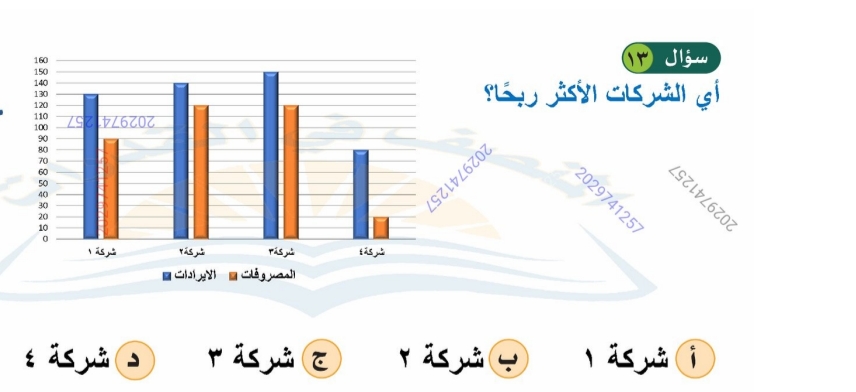 سؤال ١٣
أي الشركات الأكثر ربحًا؟
160
150
140
130
120
110
100
90
80
70
60
50
40
30
20
10
0
شركة ١
شركة٢
شركة٣
شركة٤
الايرادات
المصروفات
2029741257
2029741257
2029741257
2029741257
أ شركة ١
ب شركة ٢
ج شركة ٣
د شركة ٤